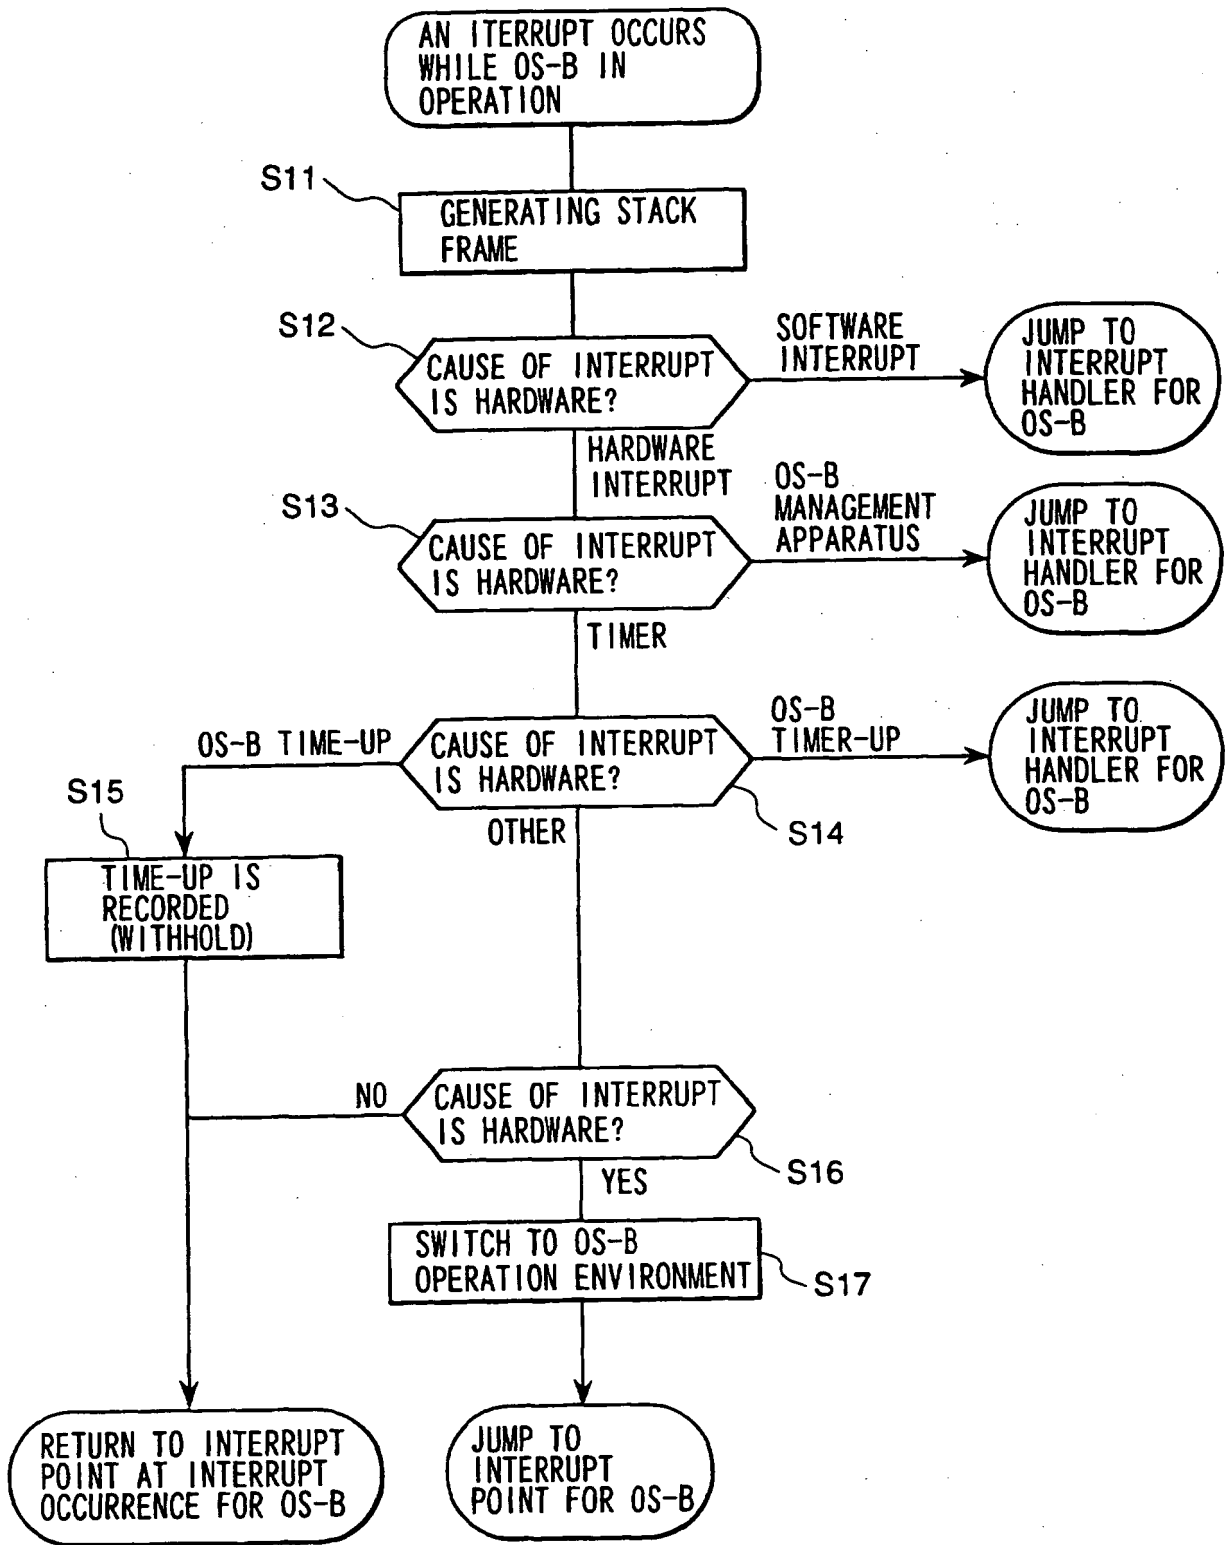 AN ITERRUPT OCCURS
WHILE OS-B IN
OPERATION
S11
GENERATING STACK
FRAME
S12
CAUSE OF INTERRUPT
IS HARDWARE?
SOFTWARE
INTERRUPT
JUMP TO
INTERRUPT
HANDLER FOR
OS-B
HARDWARE
INTERRUPT
S13
CAUSE OF INTERRUPT
IS HARDWARE?
OS-B
MANAGEMENT
APPARATUS
JUMP TO
INTERRUPT
HANDLER FOR
OS-B
TIMER
OS-B TIME-UP
CAUSE OF INTERRUPT
IS HARDWARE?
OS-B
TIMER-UP
JUMP TO
INTERRUPT
HANDLER FOR
OS-B
S14
OTHER
S15
TIME-UP IS
RECORDED
(WITHHOLD)
NO
CAUSE OF INTERRUPT
IS HARDWARE?
S16
YES
SWITCH TO OS-B
OPERATION ENVIRONMENT
S17
RETURN TO INTERRUPT
POINT AT INTERRUPT
OCCURRENCE FOR OS-B
JUMP TO
INTERRUPT
POINT FOR OS-B